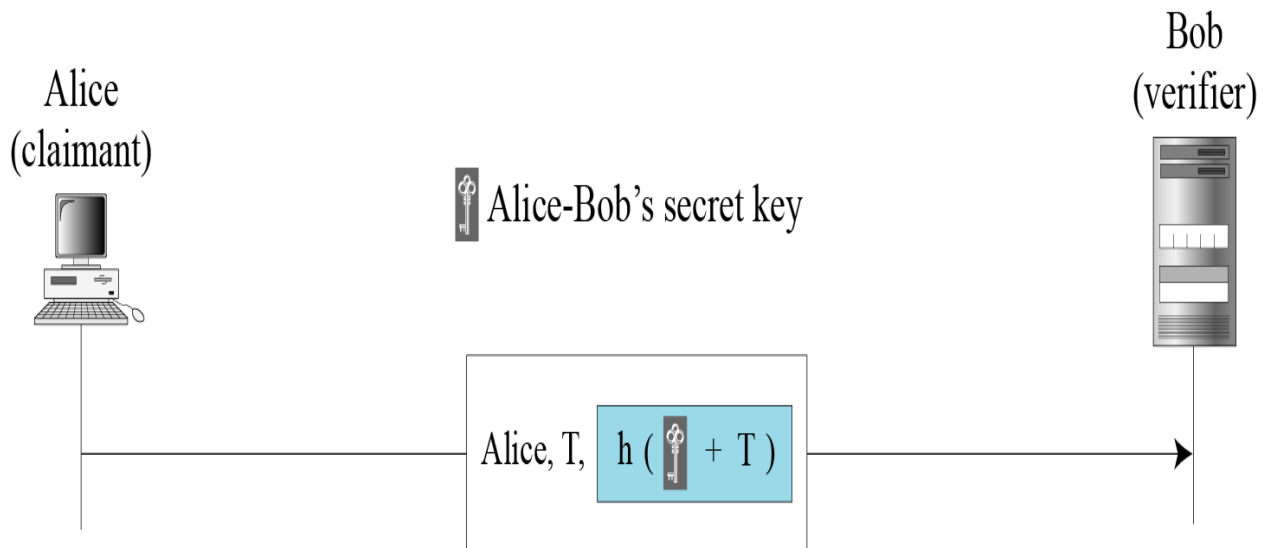 Alice
(claimant)
Bob
(verifier)
Alice-Bob’s secret key
Alice, T, h ( + T )